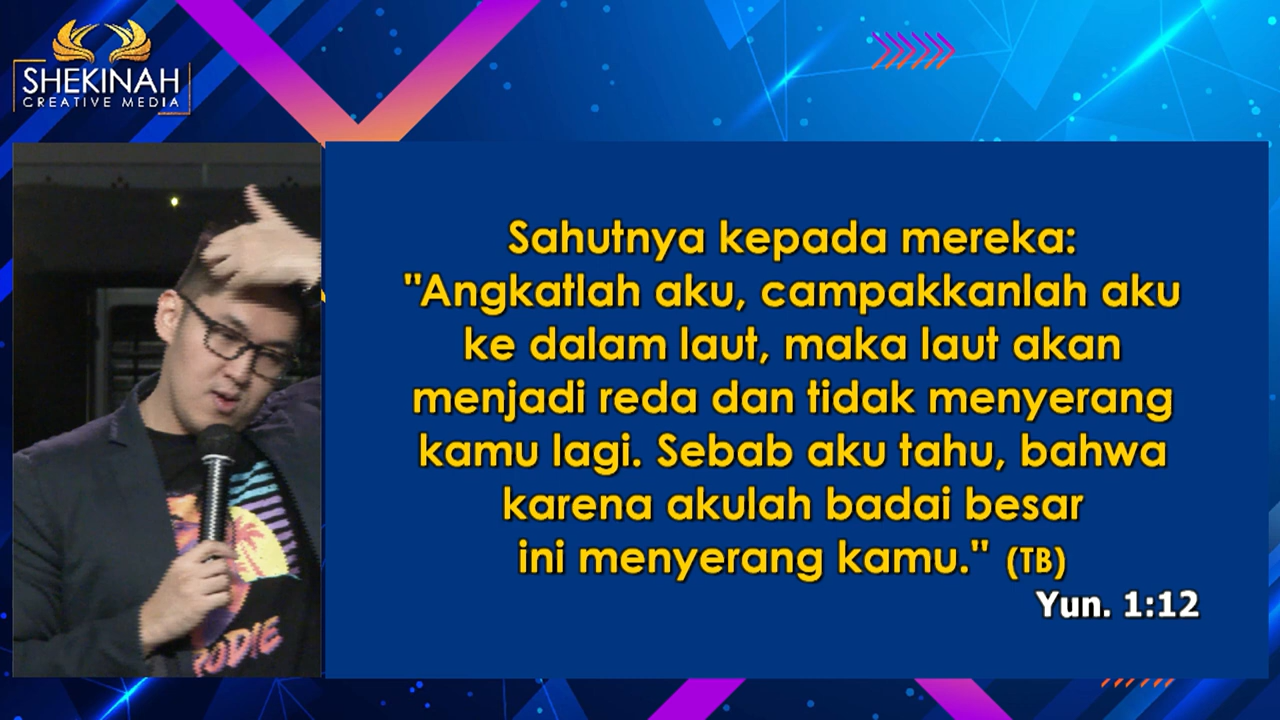 SHEKINAH
CREATIVE MEDIA
Sahutnya kepada mereka:
"Angkatlah aku, campakkanlah aku
ke dalam laut, maka laut akan
menjadi reda dan tidak menyerang
kamu lagi. Sebab aku tahu, bahwa
karena akulah badai besar
ini menyerang kamu." (TB)
Yun. 1:12